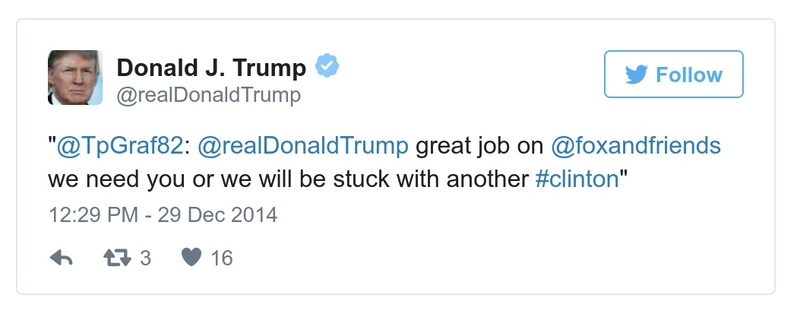 Donald J. Trump
@realDonaldTrump
Follow
"@TpGraf82: @realDonaldTrump great job on @foxandfriends
we need you or we will be stuck with another #clinton"
12:29 PM - 29 Dec 2014
3 16